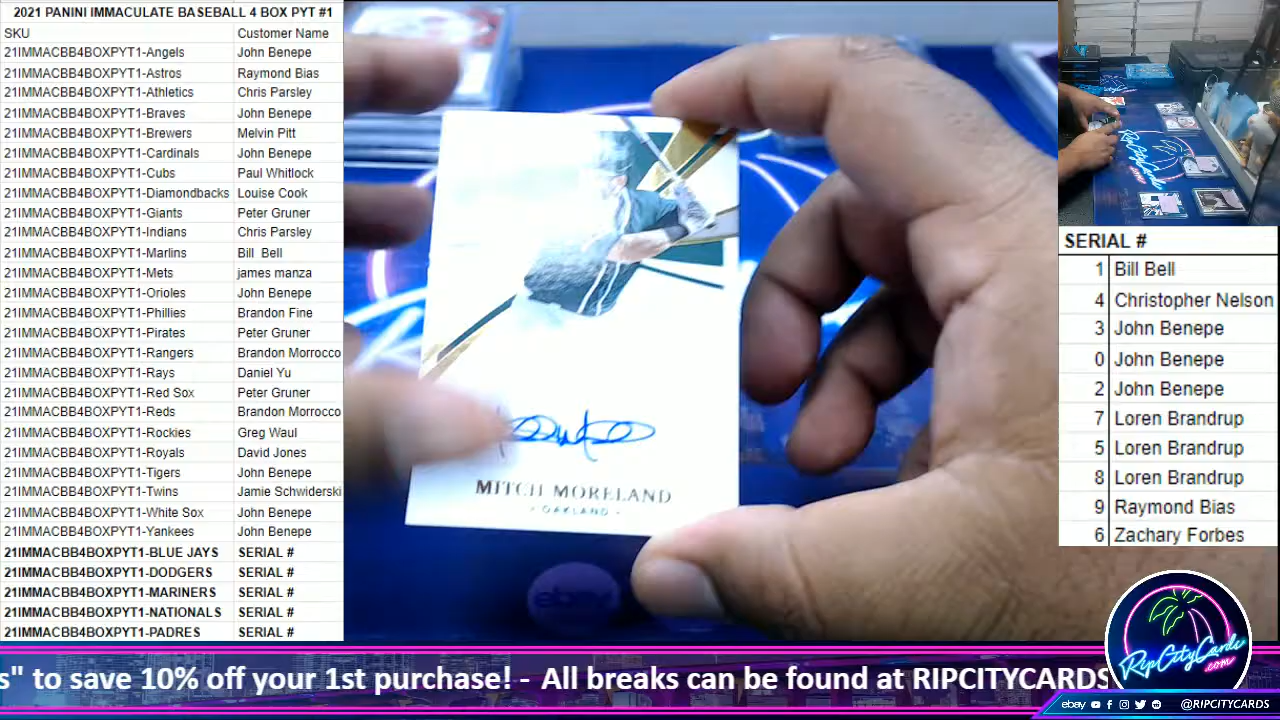 2021 PANINI IMMACULATE BASEBALL 4 BOX PYT #1
SKU Customer Name
21IMMACBB4BOXPYT1-Angels John Benepe
21IMMACBB4BOXPYT1-Astros Raymond Bias
21IMMACBB4BOXPYT1-Athletics Chris Parsley
21IMMACBB4BOXPYT1-Braves John Benepe
21IMMACBB4BOXPYT1-Brewers Melvin Pitt
21IMMACBB4BOXPYT1-Cardinals John Benepe
21IMMACBB4BOXPYT1-Cubs Paul Whitlock
21IMMACBB4BOXPYT1-Diamondbacks Louise Cook
21IMMACBB4BOXPYT1-Giants Peter Gruner
21IMMACBB4BOXPYT1-Indians Chris Parsley
21IMMACBB4BOXPYT1-Marlins Bill Bell
21IMMACBB4BOXPYT1-Mets james manza
21IMMACBB4BOXPYT1-Orioles John Benepe
21IMMACBB4BOXPYT1-Phillies Brandon Fine
21IMMACBB4BOXPYT1-Pirates Peter Gruner
21IMMACBB4BOXPYT1-Rangers Brandon Morrocco
21IMMACBB4BOXPYT1-Rays Daniel Yu
21IMMACBB4BOXPYT1-Red Sox Peter Gruner
21IMMACBB4BOXPYT1-Reds Brandon Morrocco
21IMMACBB4BOXPYT1-Rockies Greg Waul
21IMMACBB4BOXPYT1-Royals David Jones
21IMMACBB4BOXPYT1-Tigers John Benepe
21IMMACBB4BOXPYT1-Twins Jamie Schwiderski
21IMMACBB4BOXPYT1-White Sox John Benepe
21IMMACBB4BOXPYT1-Yankees John Benepe
21IMMACBB4BOXPYT1-BLUE JAYS SERIAL #
21IMMACBB4BOXPYT1-DODGERS SERIAL #
21IMMACBB4BOXPYT1-MARINERS SERIAL #
21IMMACBB4BOXPYT1-NATIONALS SERIAL #
21IMMACBB4BOXPYT1-PADRES SERIAL #
MITCH MORELAND
- OAKLAND -
ebay
RipCityCards
SERIAL #
1 Bill Bell
4 Christopher Nelson
3 John Benepe
0 John Benepe
2 John Benepe
7 Loren Brandrup
5 Loren Brandrup
8 Loren Brandrup
9 Raymond Bias
6 Zachary Forbes
RipCityCards
.com
s" to save 10% off your 1st purchase! - All breaks can be found at RIPCITYCARDS
ebay @RIPCITYCARDS